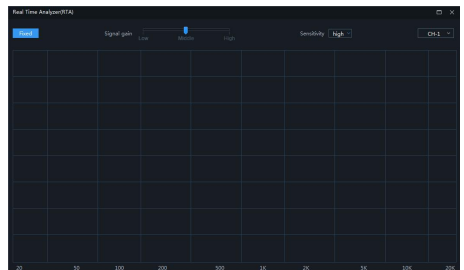 Real Time Analyzer(RTA)
Fixed Signal gain Low Middle High Sensitivity high CH-1
20 50 100 200 500 1K 2K 5K 10K 20K